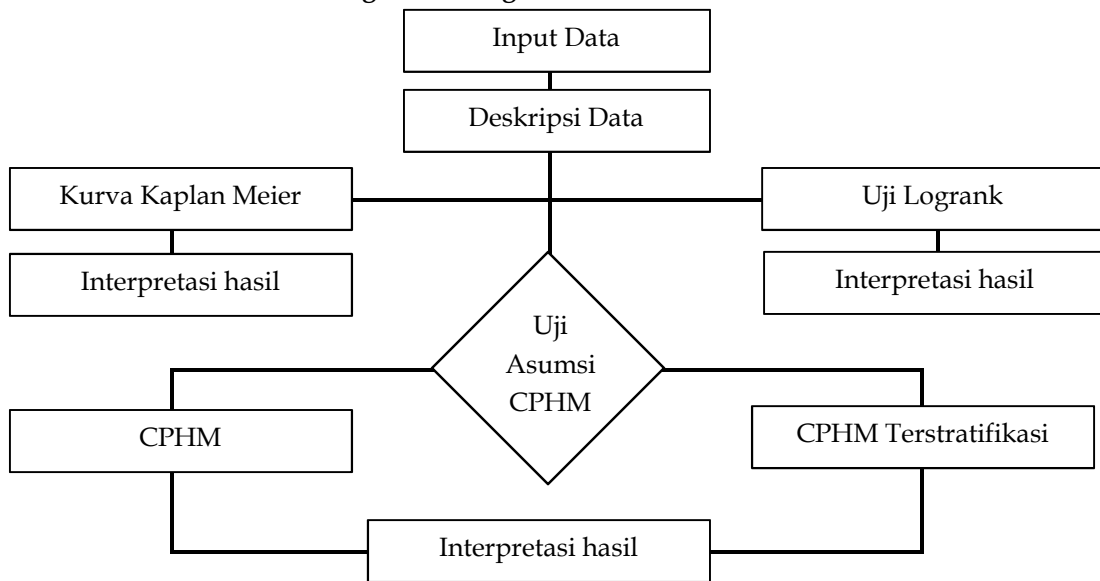 Input Data
Deskripsi Data
Kurva Kaplan Meier
Uji Logrank
Interpretasi hasil
Interpretasi hasil
Uji
Asumsi
CPHM
CPHM
CPHM Terstratifikasi
Interpretasi hasil